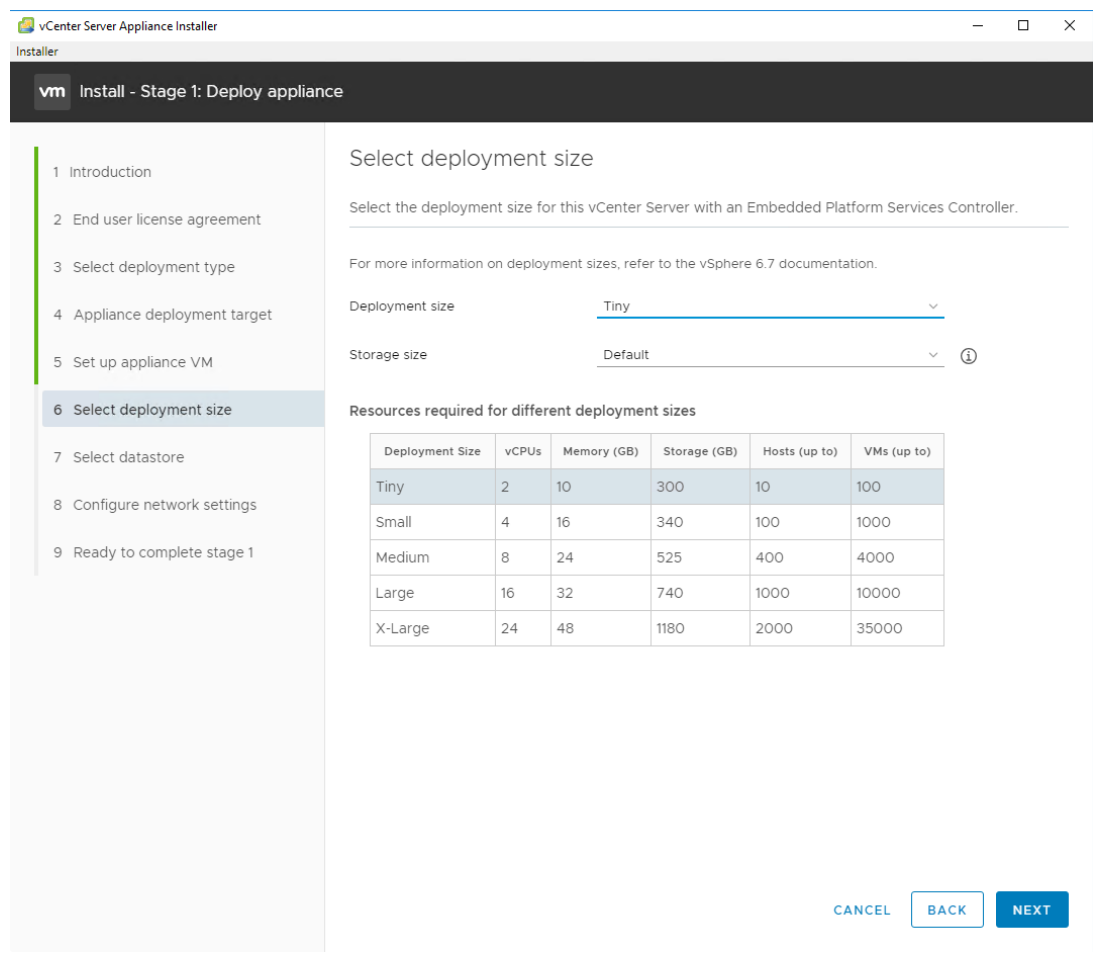 vCenter Server Appliance Installer
Installer
vm Install - Stage 1: Deploy appliance
1 Introduction
2 End user license agreement
3 Select deployment type
4 Appliance deployment target
5 Set up appliance VM
6 Select deployment size
7 Select datastore
8 Configure network settings
9 Ready to complete stage 1
Select deployment size
Select the deployment size for this vCenter Server with an Embedded Platform Services Controller.
For more information on deployment sizes, refer to the vSphere 6.7 documentation.
Deployment size Tiny
Storage size Default
Resources required for different deployment sizes
Deployment Size vCPUs Memory (GB) Storage (GB) Hosts (up to) VMs (up to)
Tiny 2 10 300 10 100
Small 4 16 340 100 1000
Medium 8 24 525 400 4000
Large 16 32 740 1000 10000
X-Large 24 48 1180 2000 35000
CANCEL BACK NEXT